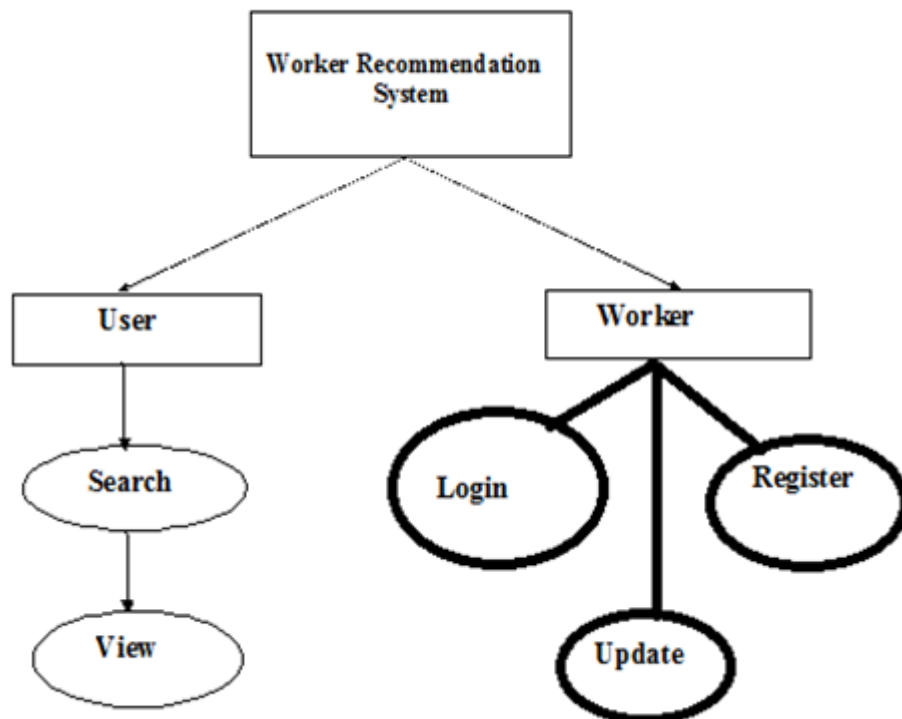 Worker Recommendation
System
User
Worker
Search
Login
Register
View
Update